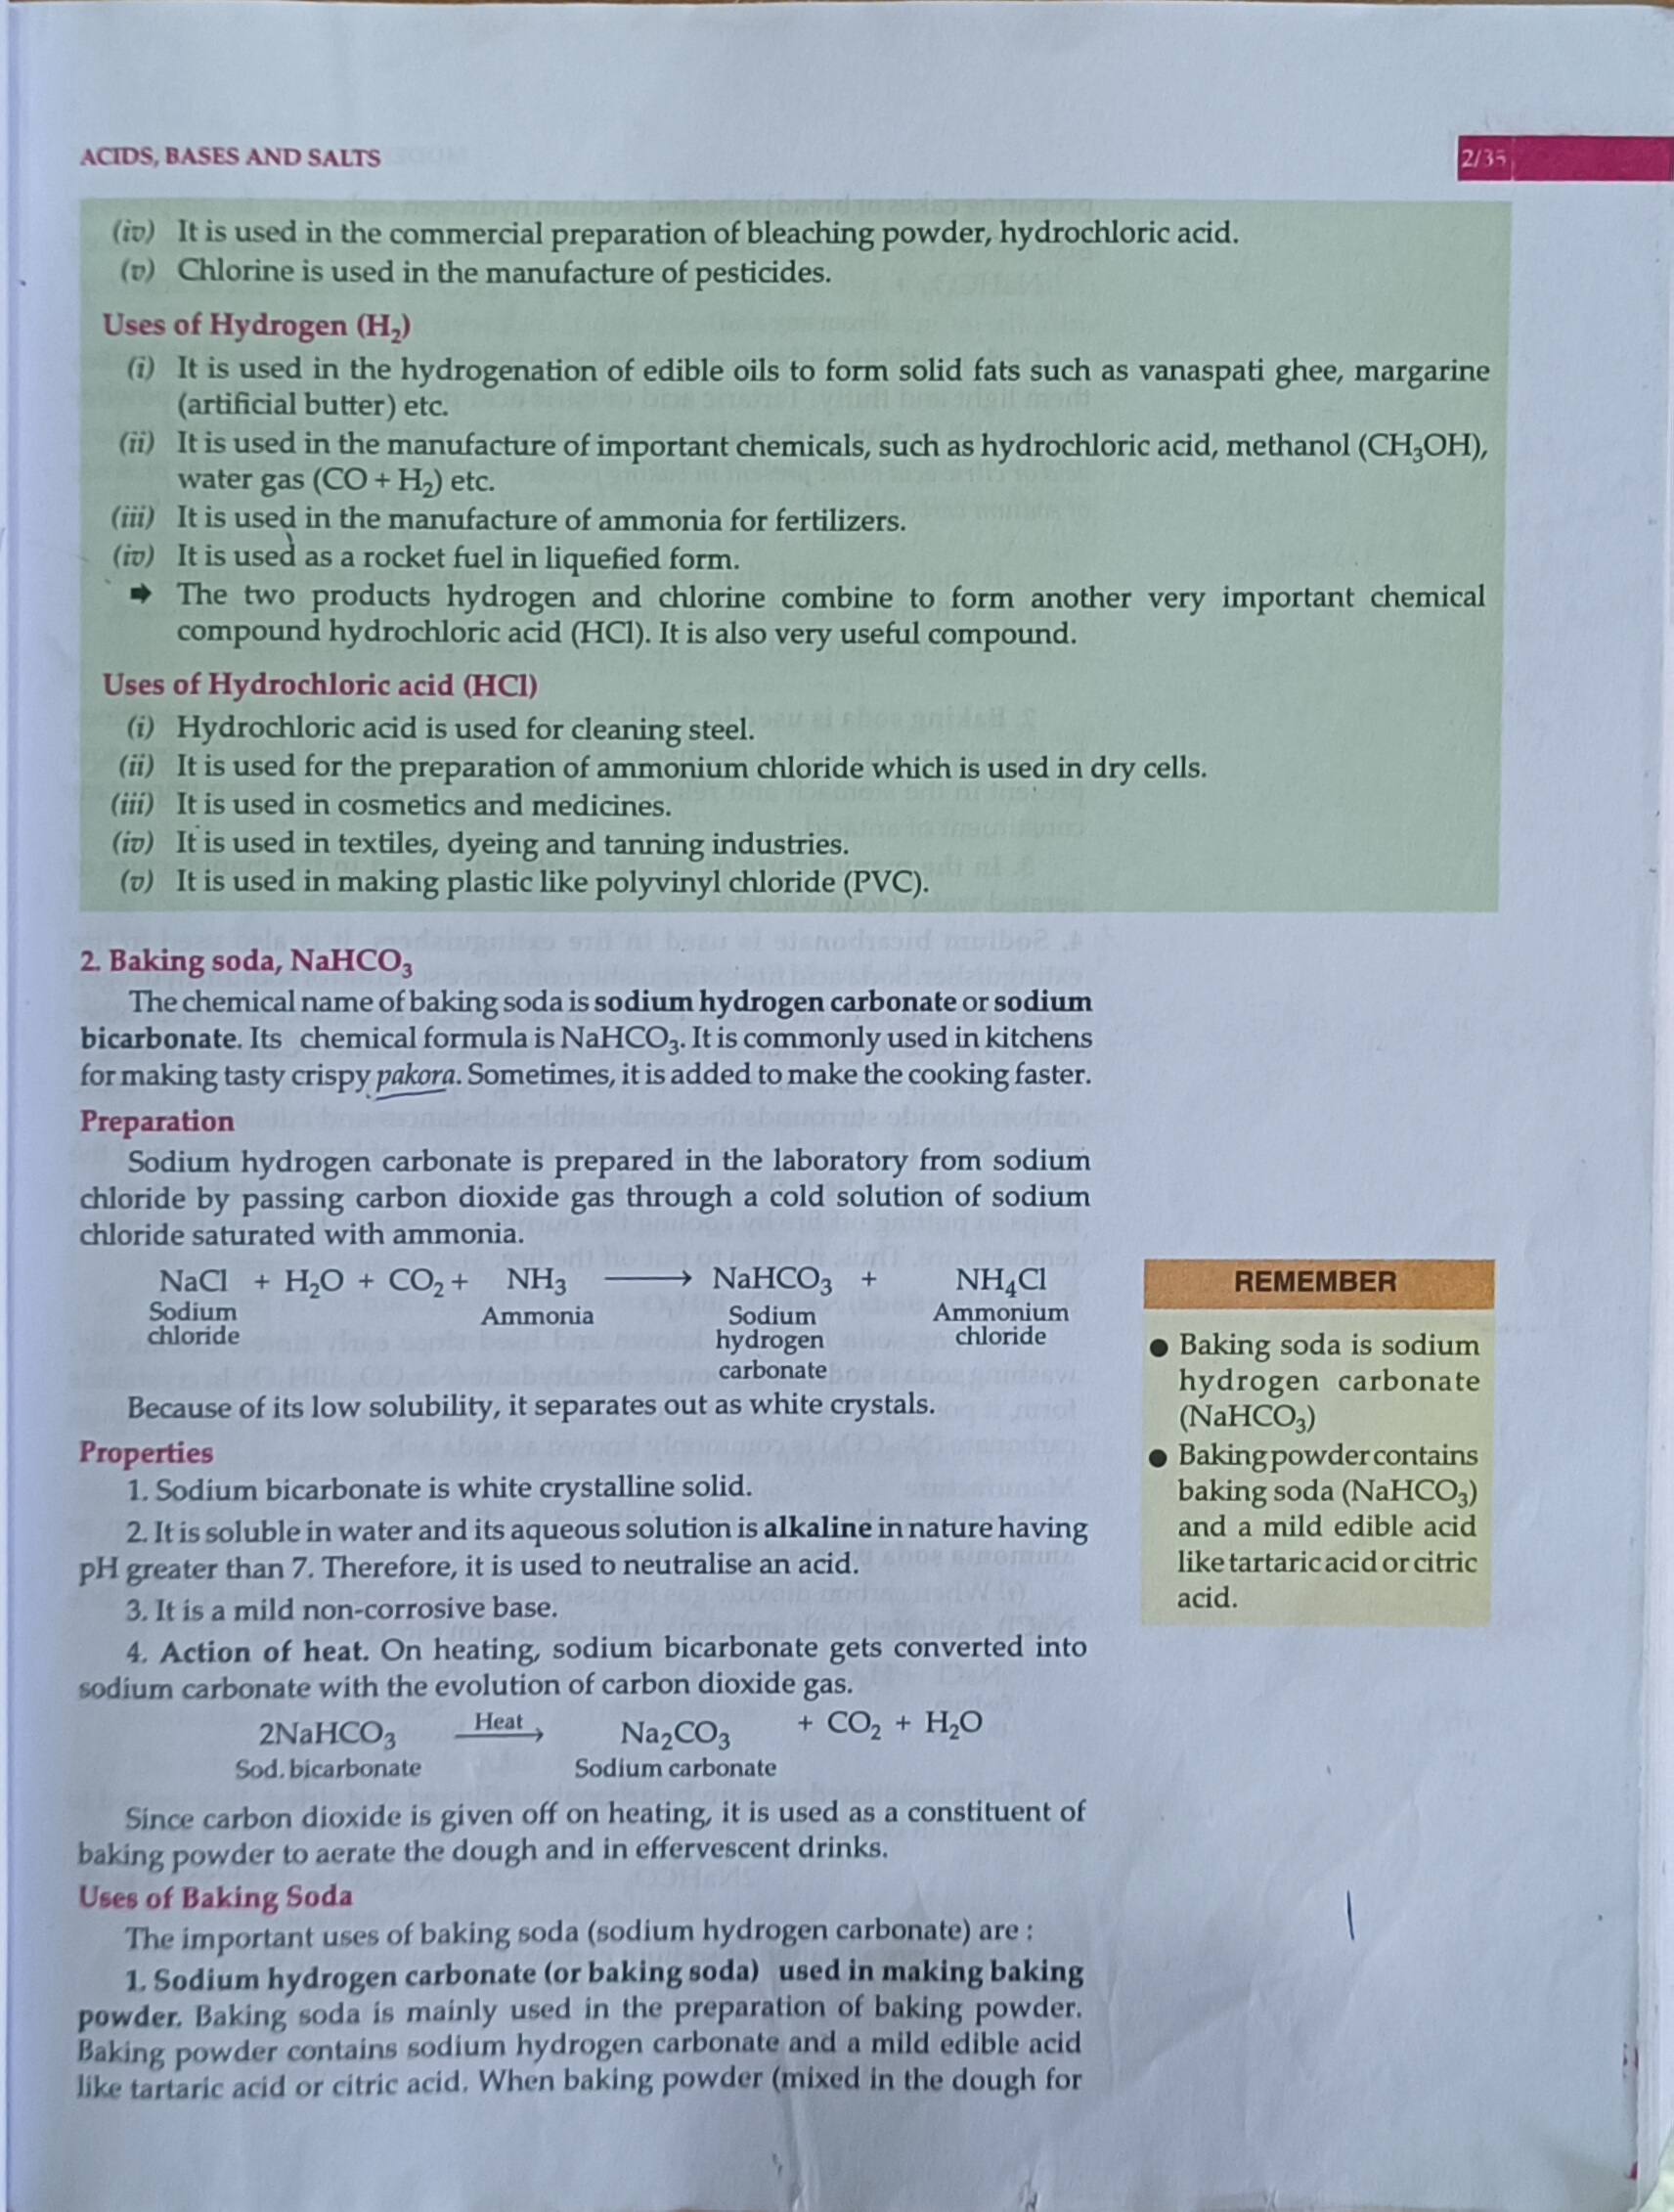 ACIDS, BASES AND SALTS
2/35
(iv) It is used in the commercial preparation of bleaching powder, hydrochloric acid.
(v) Chlorine is used in the manufacture of pesticides.
Uses of Hydrogen (H₂)
(i) It is used in the hydrogenation of edible oils to form solid fats such as vanaspati ghee, margarine
(artificial butter) etc.
(ii) It is used in the manufacture of important chemicals, such as hydrochloric acid, methanol (CH₃OH),
water gas (CO + H₂) etc.
(iii) It is used in the manufacture of ammonia for fertilizers.
(iv) It is used as a rocket fuel in liquefied form.
➡ The two products hydrogen and chlorine combine to form another very important chemical
compound hydrochloric acid (HCl). It is also very useful compound.
Uses of Hydrochloric acid (HCl)
(i) Hydrochloric acid is used for cleaning steel.
(ii) It is used for the preparation of ammonium chloride which is used in dry cells.
(iii) It is used in cosmetics and medicines.
(iv) It is used in textiles, dyeing and tanning industries.
(v) It is used in making plastic like polyvinyl chloride (PVC).
2. Baking soda, NaHCO₃
The chemical name of baking soda is sodium hydrogen carbonate or sodium
bicarbonate. Its chemical formula is NaHCO₃. It is commonly used in kitchens
for making tasty crispy pakora. Sometimes, it is added to make the cooking faster.
Preparation
Sodium hydrogen carbonate is prepared in the laboratory from sodium
chloride by passing carbon dioxide gas through a cold solution of sodium
chloride saturated with ammonia.
NaCl + H₂O + CO₂ + NH₃ ⟶ NaHCO₃ + NH₄Cl
Sodium Ammonia Sodium Ammonium
chloride hydrogen chloride
carbonate
Because of its low solubility, it separates out as white crystals.
Properties
1. Sodium bicarbonate is white crystalline solid.
2. It is soluble in water and its aqueous solution is alkaline in nature having
pH greater than 7. Therefore, it is used to neutralise an acid.
3. It is a mild non-corrosive base.
4. Action of heat. On heating, sodium bicarbonate gets converted into
sodium carbonate with the evolution of carbon dioxide gas.
2NaHCO₃ Heat⟶ Na₂CO₃ + CO₂ + H₂O
Sod. bicarbonate Sodium carbonate
Since carbon dioxide is given off on heating, it is used as a constituent of
baking powder to aerate the dough and in effervescent drinks.
Uses of Baking Soda
The important uses of baking soda (sodium hydrogen carbonate) are :
1. Sodium hydrogen carbonate (or baking soda) used in making baking
powder. Baking soda is mainly used in the preparation of baking powder.
Baking powder contains sodium hydrogen carbonate and a mild edible acid
like tartaric acid or citric acid. When baking powder (mixed in the dough for
REMEMBER
● Baking soda is sodium
hydrogen carbonate
(NaHCO₃)
● Baking powder contains
baking soda (NaHCO₃)
and a mild edible acid
like tartaric acid or citric
acid.